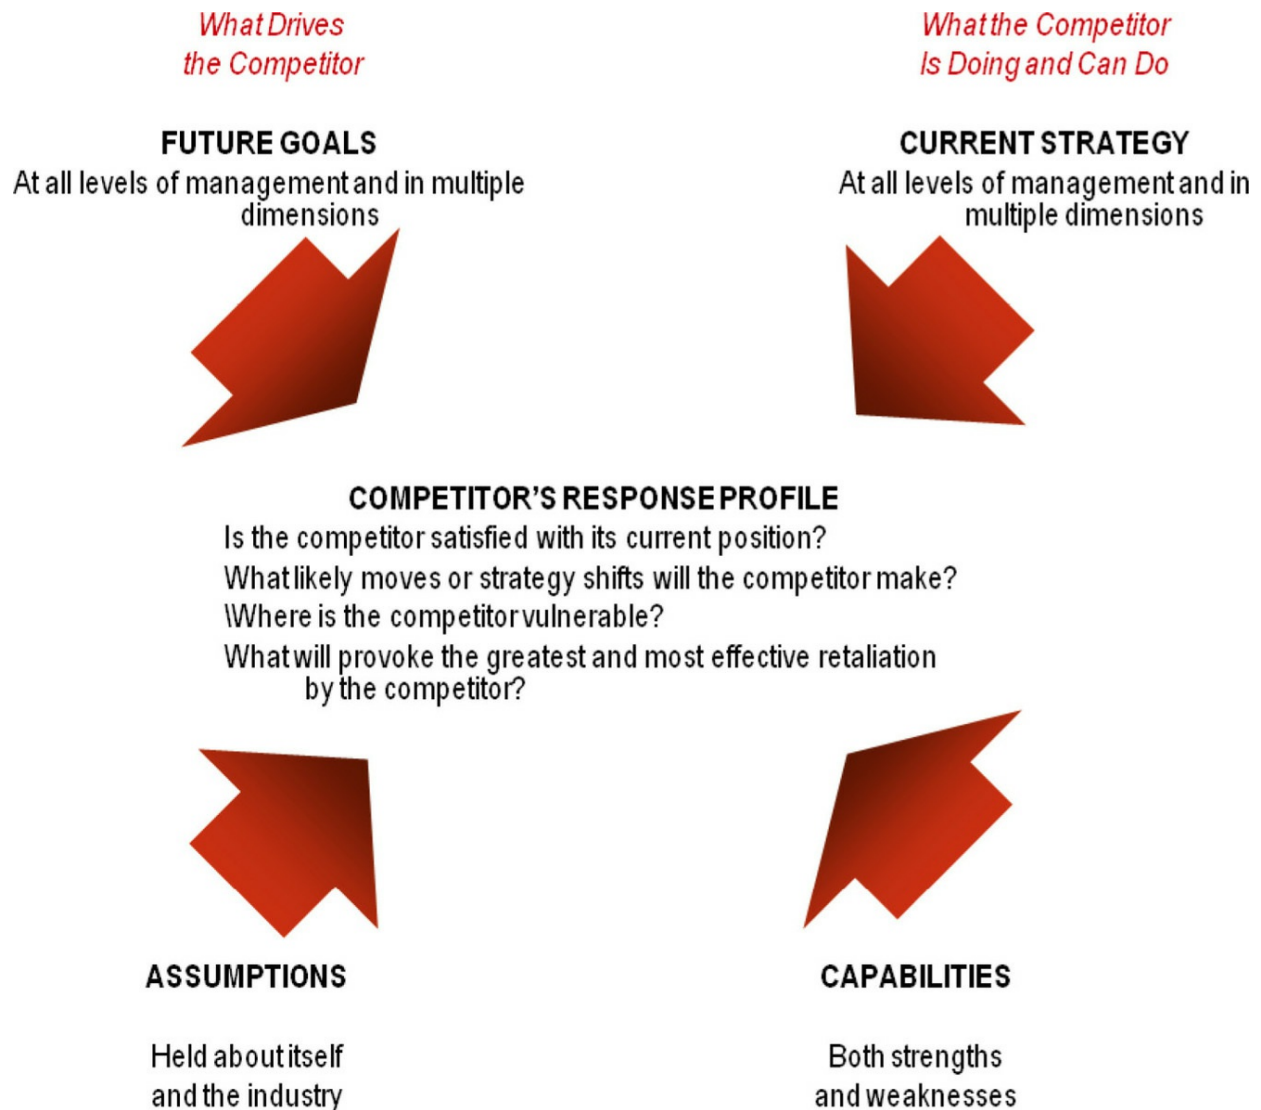 What Drives
the Competitor
What the Competitor
Is Doing and Can Do
FUTURE GOALS
At all levels of management and in multiple
dimensions
CURRENT STRATEGY
At all levels of management and in
multiple dimensions
COMPETITOR'S RESPONSE PROFILE
Is the competitor satisfied with its current position?
What likely moves or strategy shifts will the competitor make?
Where is the competitor vulnerable?
What will provoke the greatest and most effective retaliation
by the competitor?
ASSUMPTIONS
Held about itself
and the industry
CAPABILITIES
Both strengths
and weaknesses